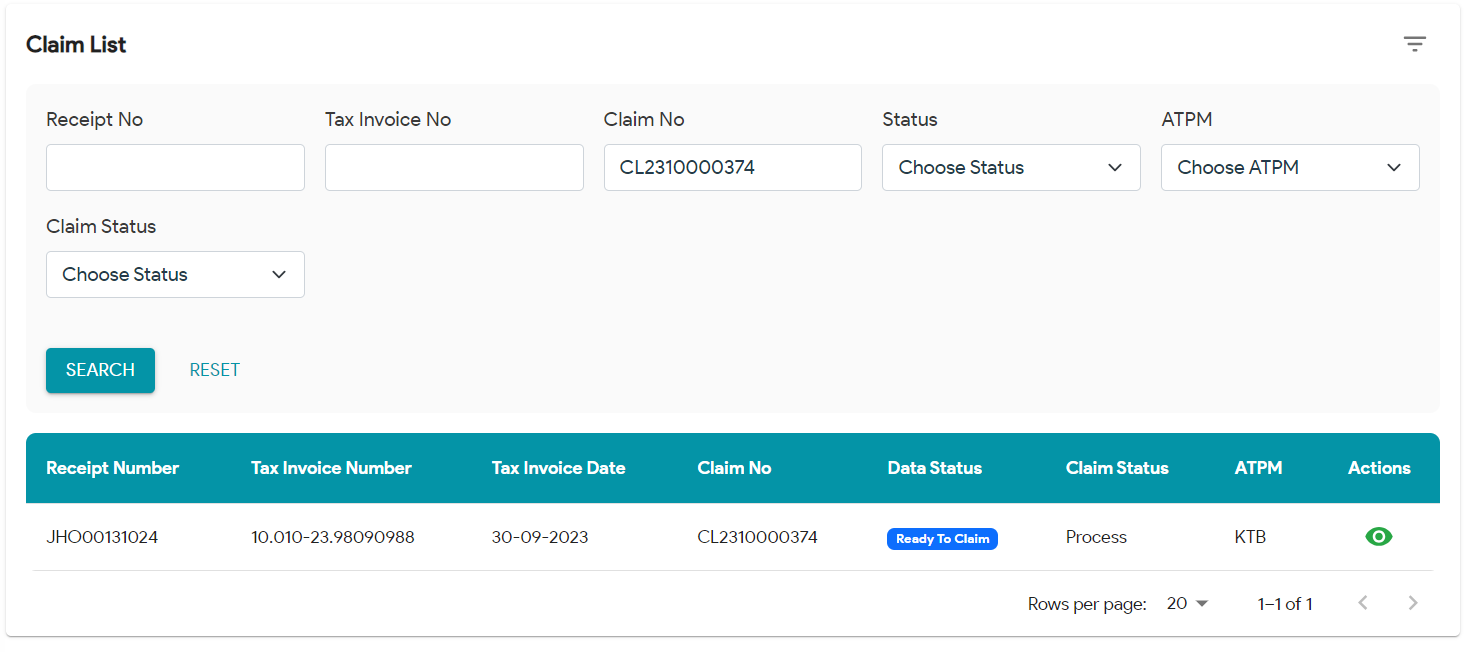 Claim List
Receipt No Tax Invoice No Claim No Status ATPM
CL2310000374 Choose Status Choose ATPM
Claim Status
Choose Status
SEARCH RESET
Receipt Number Tax Invoice Number Tax Invoice Date Claim No Data Status Claim Status ATPM Actions
JHO00131024 10.010-23.98090988 30-09-2023 CL2310000374 Ready To Claim Process KTB
Rows per page: 20 1–1 of 1